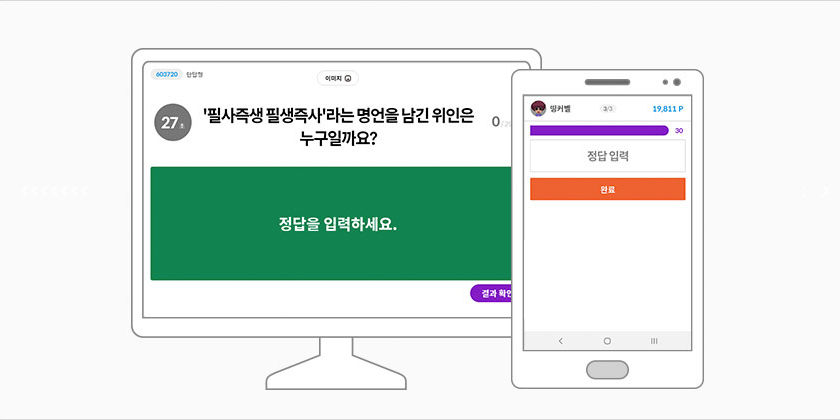 603720 단답형
이미지
27초
'필사즉생 필생즉사'라는 명언을 남긴 위인은
누구일까요?
0
정답을 입력하세요.
결과 확인
띵커벨
3/3
19,811 P
30
정답 입력
완료